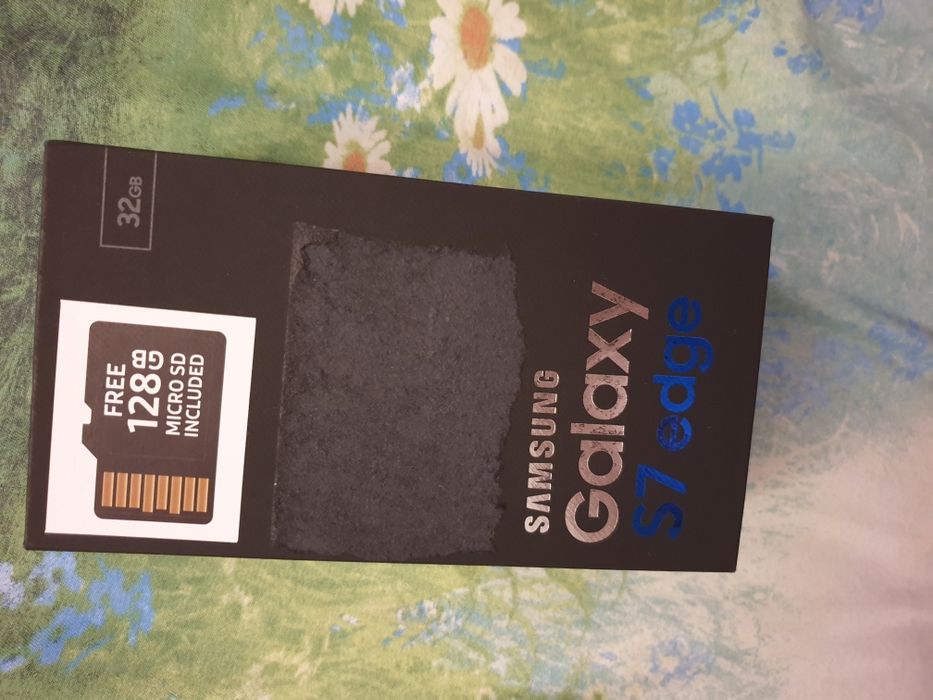 SAMSUNG
Galaxy
S7 edge
FREE
128GB
MICRO SD
INCLUDED
32GB